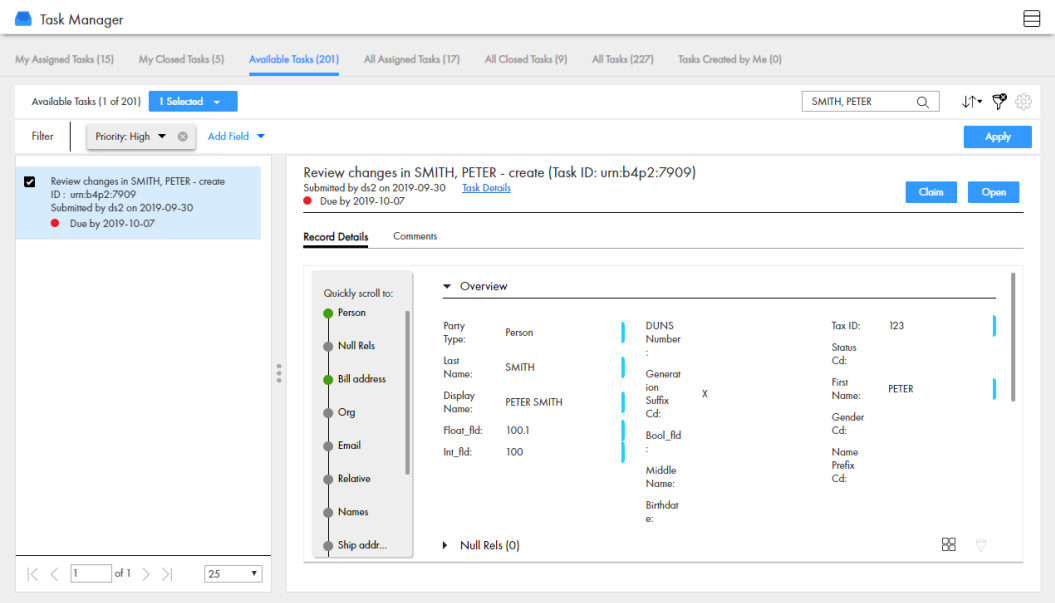 Task Manager
My Assigned Tasks (15) My Closed Tasks (5) Available Tasks (201) All Assigned Tasks (17) All Closed Tasks (9) All Tasks (227) Tasks Created by Me (0)
Available Tasks (1 of 201) 1 Selected SMITH, PETER
Filter Priority: High Add Field Apply
Review changes in SMITH, PETER - create
ID : urn:b4p2:7909
Submitted by ds2 on 2019-09-30
Due by 2019-10-07
Review changes in SMITH, PETER - create (Task ID: urn:b4p2:7909)
Submitted by ds2 on 2019-09-30 Task Details
Due by 2019-10-07
Claim Open
Record Details Comments
Quickly scroll to:
Person
Null Rels
Bill address
Org
Email
Relative
Names
Ship addr...
Overview
Party
Type:
Person
Last
Name:
SMITH
Display
Name:
PETER SMITH
Float_fld: 100.1
Int_fld: 100
DUNS
Number
:
Generat
ion
Suffix
Cd:
X
Bool_fld
:
Middle
Name:
Birthdat
e:
Tax ID: 123
Status
Cd:
First
Name:
PETER
Gender
Cd:
Name
Prefix
Cd:
Null Rels (0)
1 of 1 25